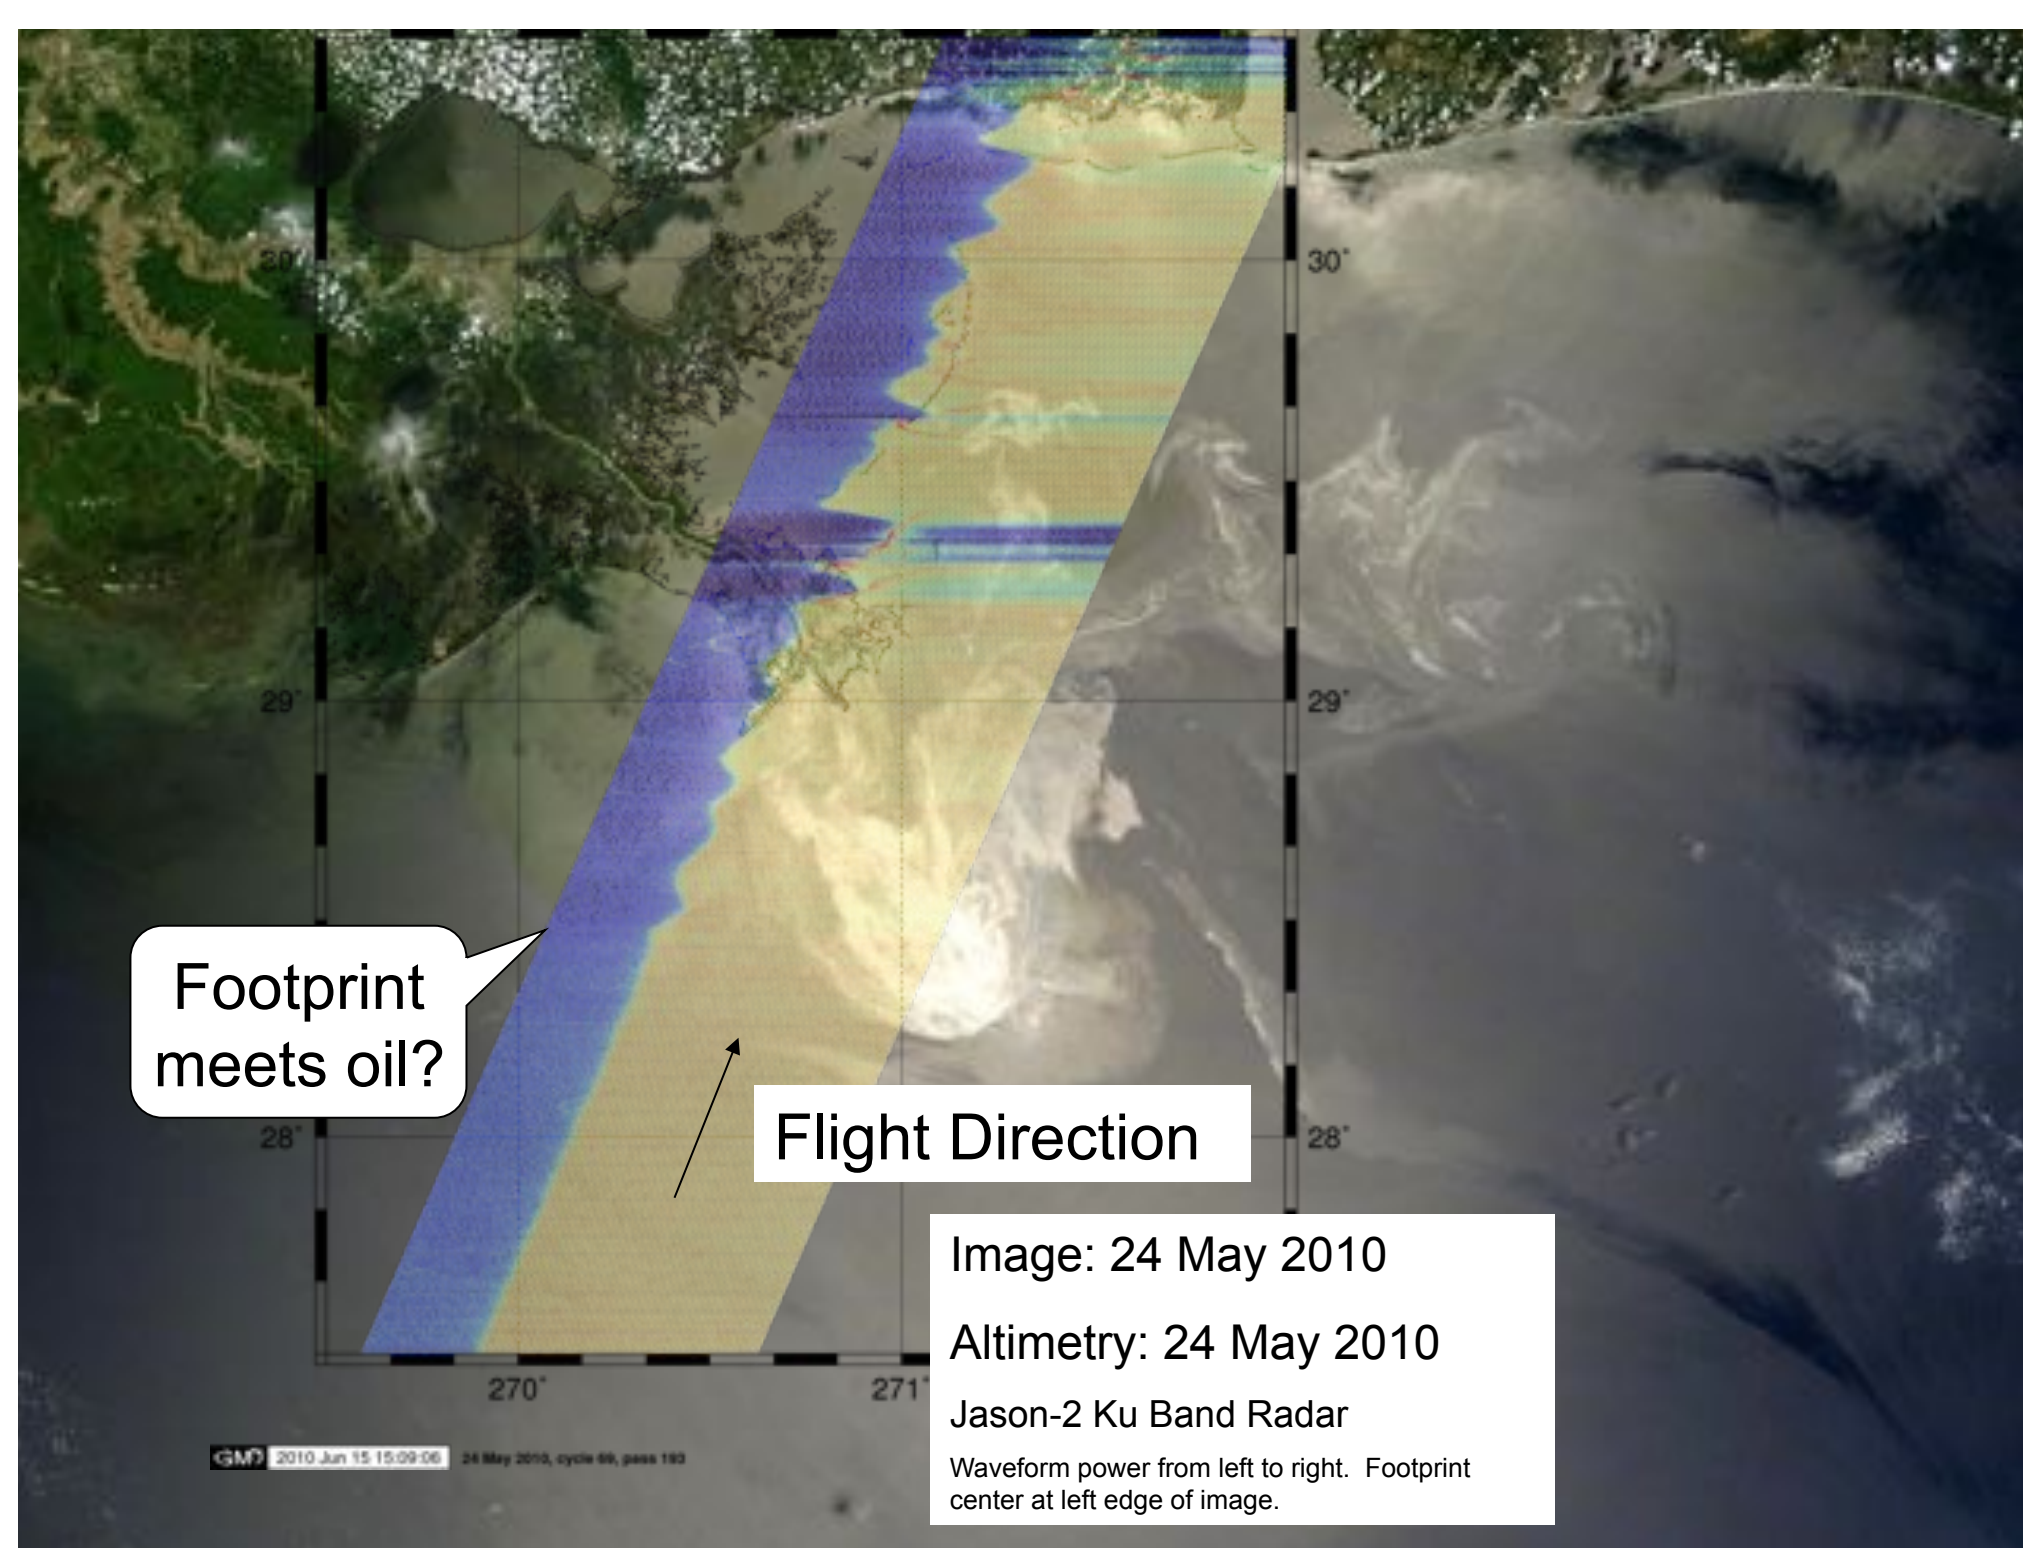 30°
30°
29°
29°
Footprint
meets oil?
Flight Direction
28°
28°
Image: 24 May 2010
Altimetry: 24 May 2010
270°
271°
Jason-2 Ku Band Radar
GMT 2010 Jun 15 15:09:06 24 May 2010, cycle 69, pass 193
Waveform power from left to right. Footprint
center at left edge of image.